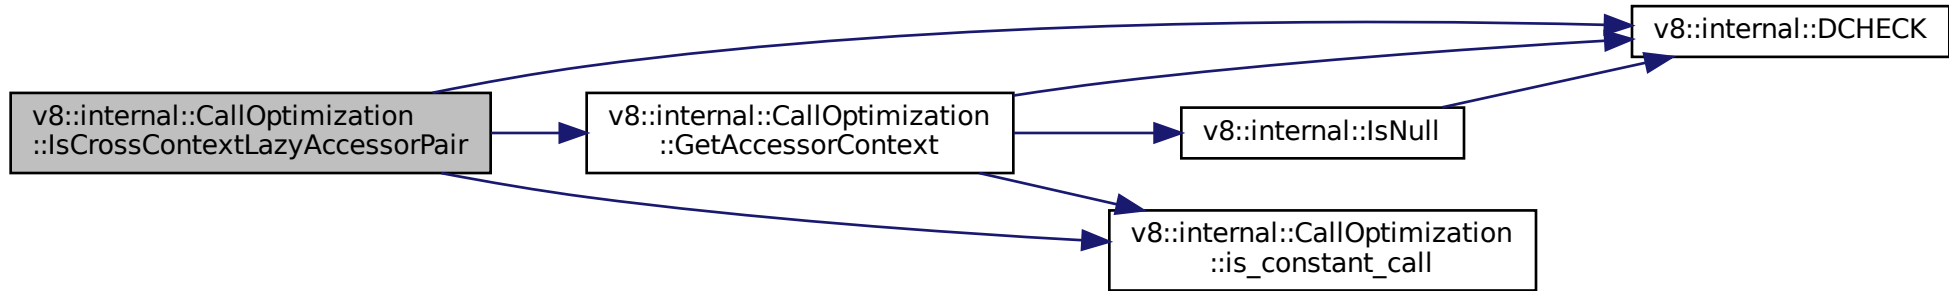 v8::internal::CallOptimization
::IsCrossContextLazyAccessorPair
v8::internal::CallOptimization
::GetAccessorContext
v8::internal::IsNull
v8::internal::DCHECK
v8::internal::CallOptimization
::is_constant_call